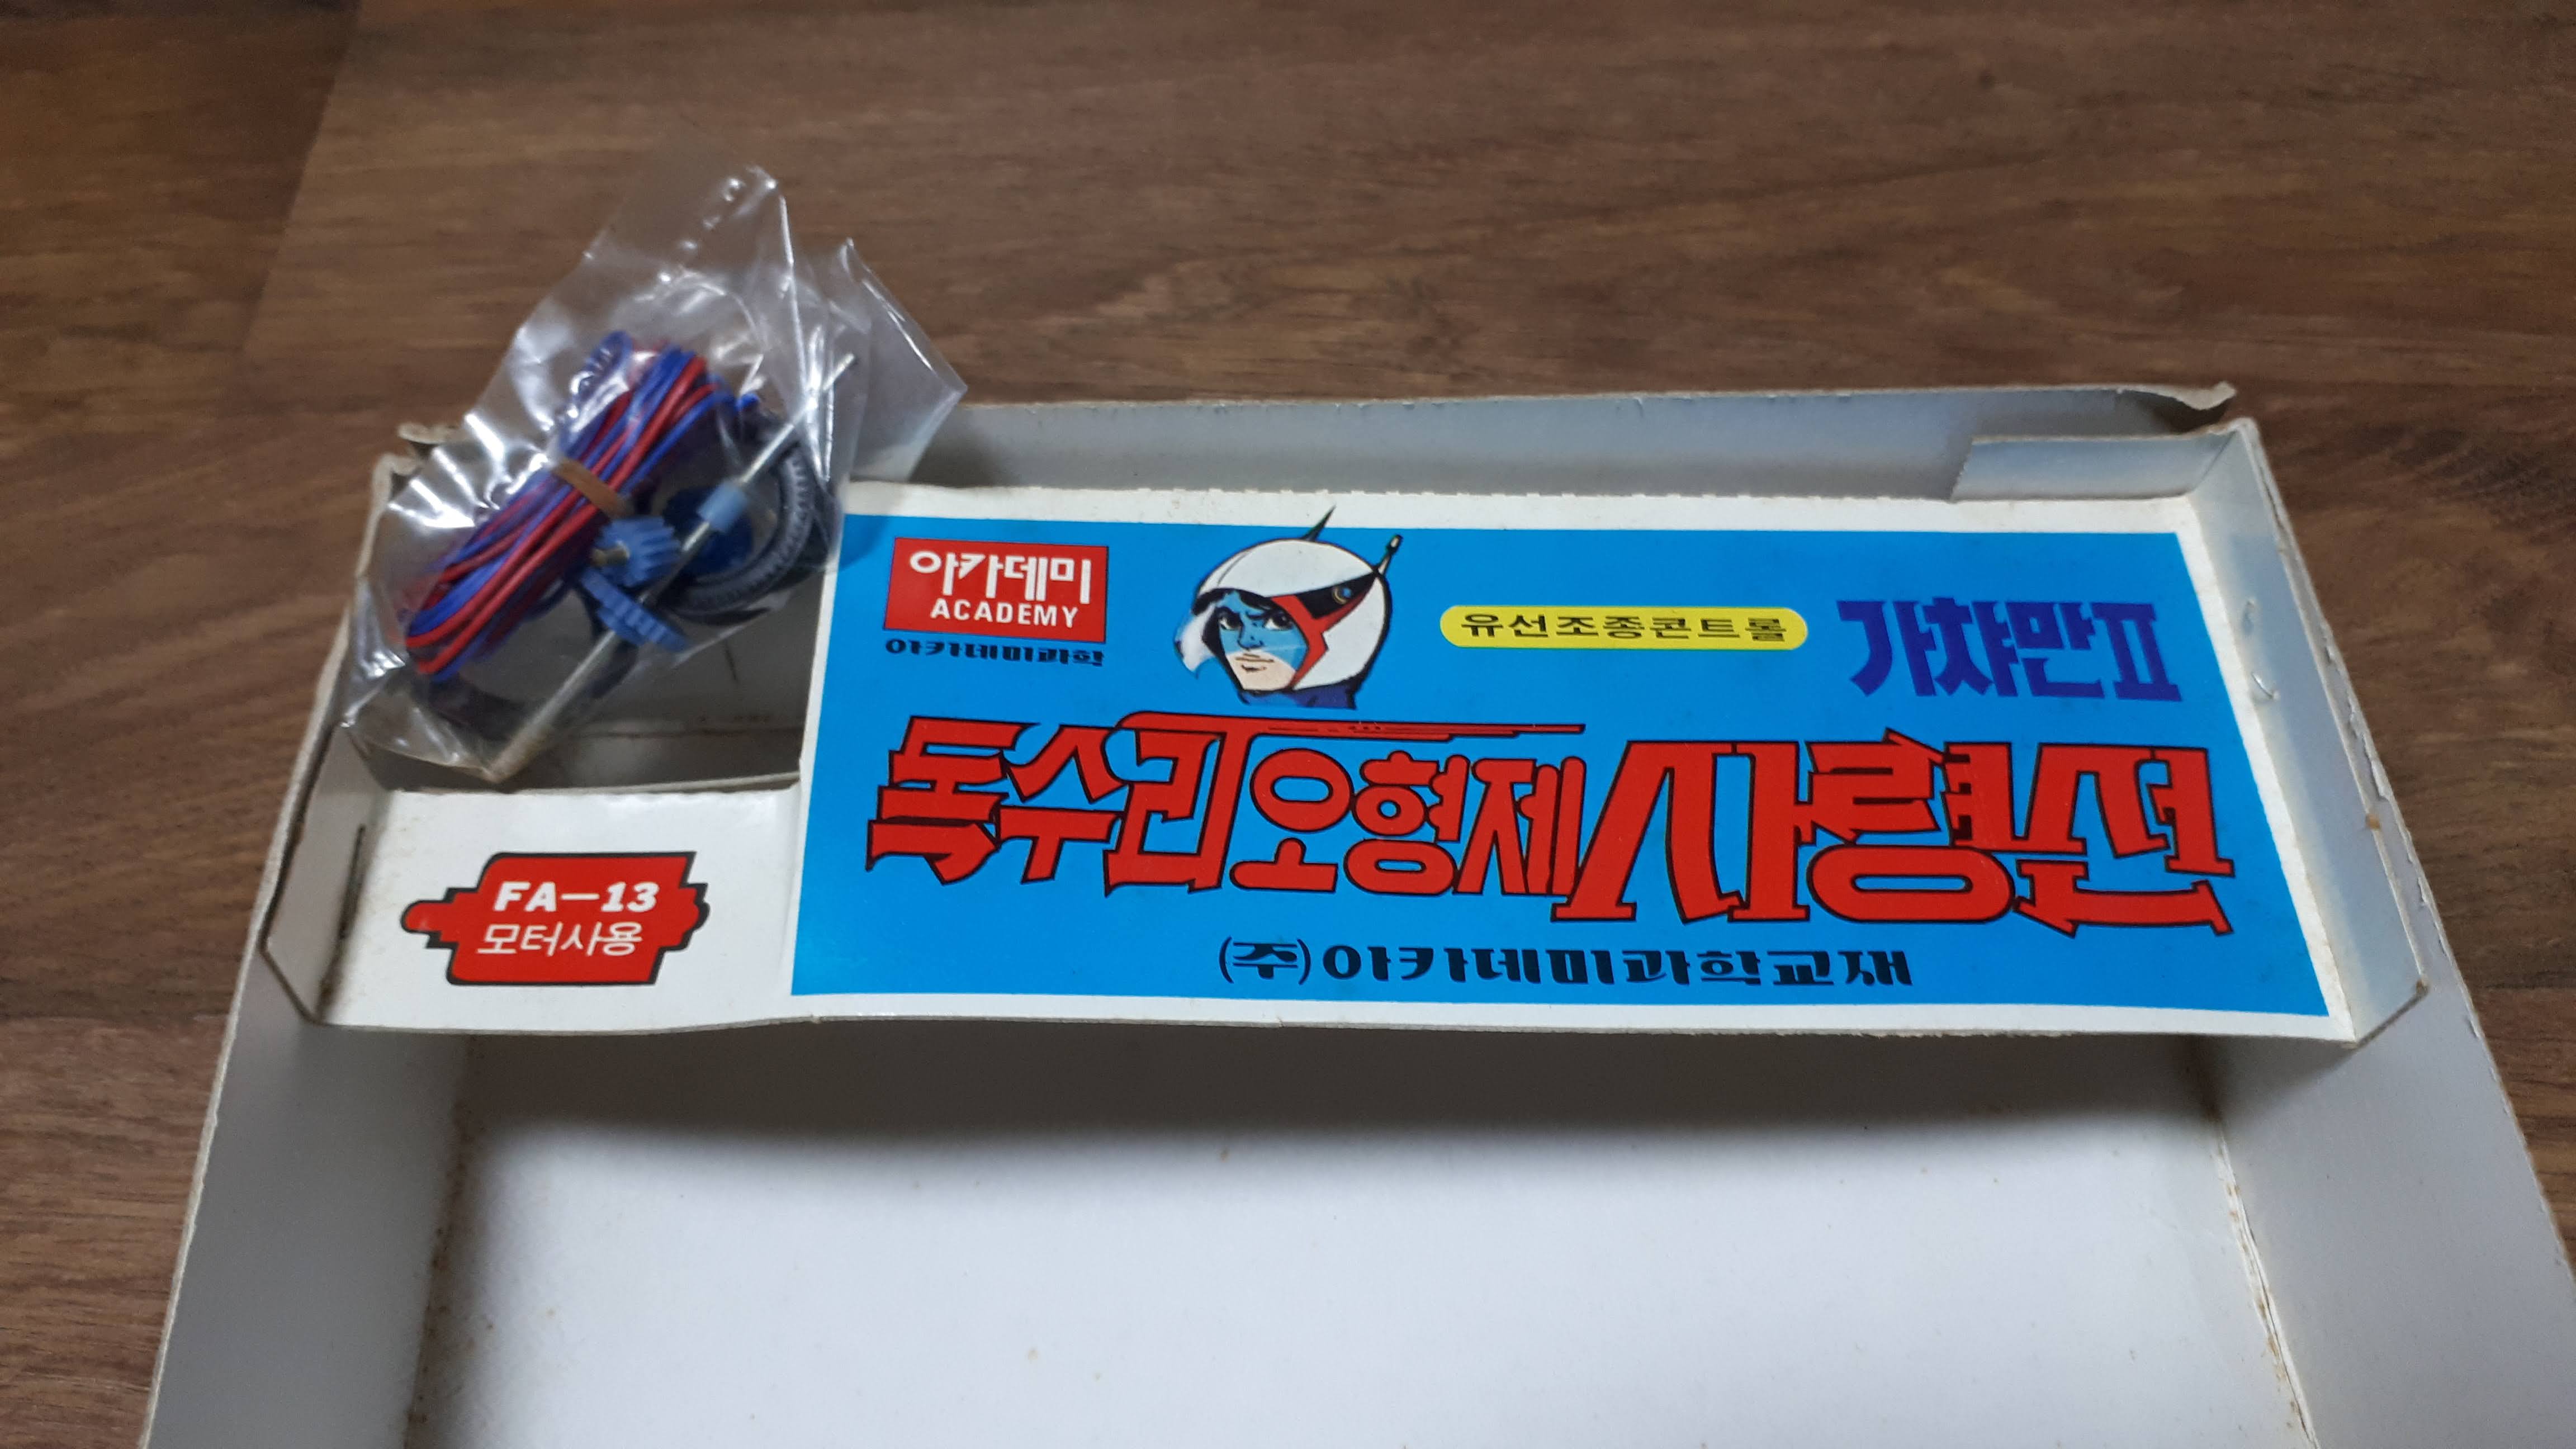 아카데미
ACADEMY
아카데미과학
유선조종콘트롤
가챠만II
독수리오형제사령선
(주)아카데미과학교재
FA-13
모터사용